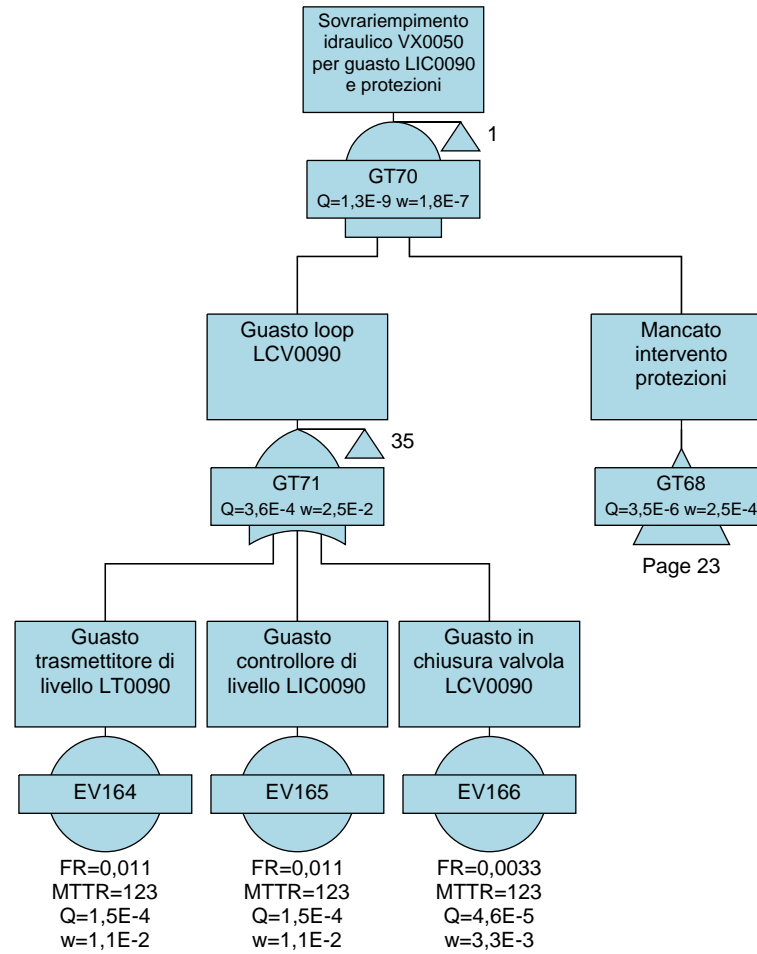 Sovrariempimento
idraulico VX0050
per guasto LIC0090
e protezioni
1
GT70
Q=1,3E-9 w=1,8E-7
Guasto loop
LCV0090
Mancato
intervento
protezioni
35
GT71
Q=3,6E-4 w=2,5E-2
GT68
Q=3,5E-6 w=2,5E-4
Page 23
Guasto
trasmettitore di
livello LT0090
Guasto
controllore di
livello LIC0090
Guasto in
chiusura valvola
LCV0090
EV164
EV165
EV166
FR=0,011
MTTR=123
Q=1,5E-4
w=1,1E-2
FR=0,011
MTTR=123
Q=1,5E-4
w=1,1E-2
FR=0,0033
MTTR=123
Q=4,6E-5
w=3,3E-3